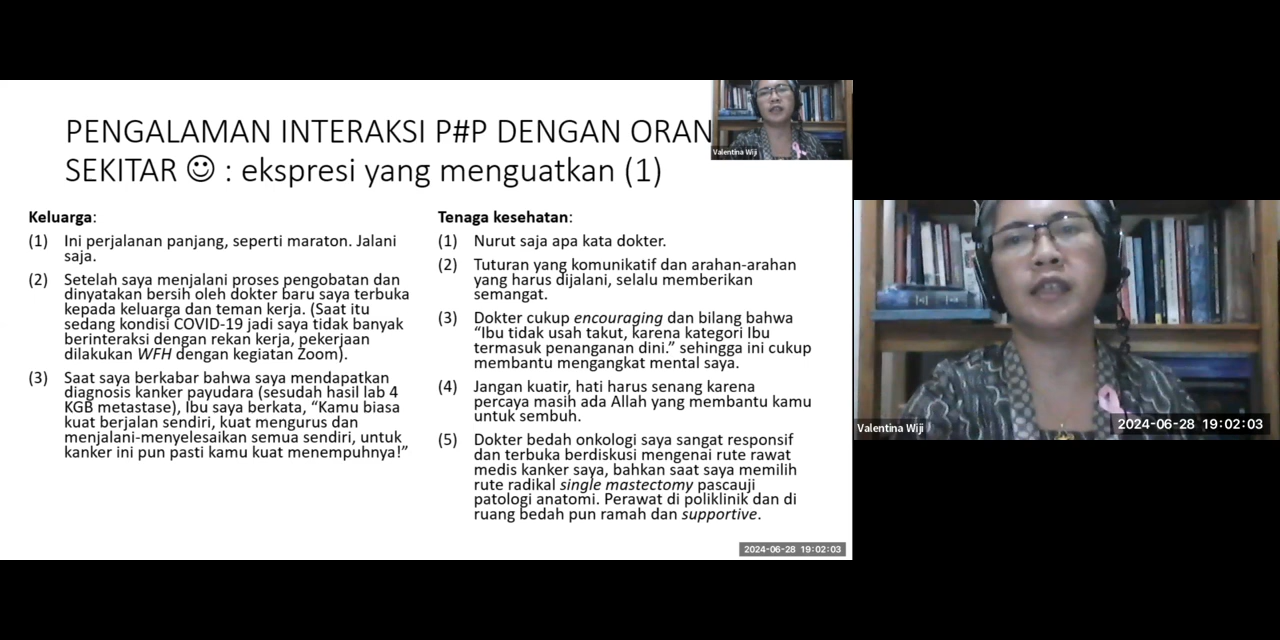 PENGALAMAN INTERAKSI P#P DENGAN ORAN
SEKITAR ☺ : ekspresi yang menguatkan (1)
Valentina Wiji
Keluarga:
(1) Ini perjalanan panjang, seperti maraton. Jalani
saja.
(2) Setelah saya menjalani proses pengobatan dan
dinyatakan bersih oleh dokter baru saya terbuka
kepada keluarga dan teman kerja. (Saat itu
sedang kondisi COVID-19 jadi saya tidak banyak
berinteraksi dengan rekan kerja, pekerjaan
dilakukan WFH dengan kegiatan Zoom).
(3) Saat saya berkabar bahwa saya mendapatkan
diagnosis kanker payudara (sesudah hasil lab 4
KGB metastase), Ibu saya berkata, “Kamu biasa
kuat berjalan sendiri, kuat mengurus dan
menjalani-menyelesaikan semua sendiri, untuk
kanker ini pun pasti kamu kuat menempuhnya!”
Tenaga kesehatan:
(1) Nurut saja apa kata dokter.
(2) Tuturan yang komunikatif dan arahan-arahan
yang harus dijalani, selalu memberikan
semangat.
(3) Dokter cukup encouraging dan bilang bahwa
“Ibu tidak usah takut, karena kategori Ibu
termasuk penanganan dini.” sehingga ini cukup
membantu mengangkat mental saya.
(4) Jangan kuatir, hati harus senang karena
percaya masih ada Allah yang membantu kamu
untuk sembuh.
(5) Dokter bedah onkologi saya sangat responsif
dan terbuka berdiskusi mengenai rute rawat
medis kanker saya, bahkan saat saya memilih
rute radikal single mastectomy pascauji
patologi anatomi. Perawat di poliklinik dan di
ruang bedah pun ramah dan supportive.
2024-06-28 19:02:03
Valentina Wiji
2024-06-28 19:02:03